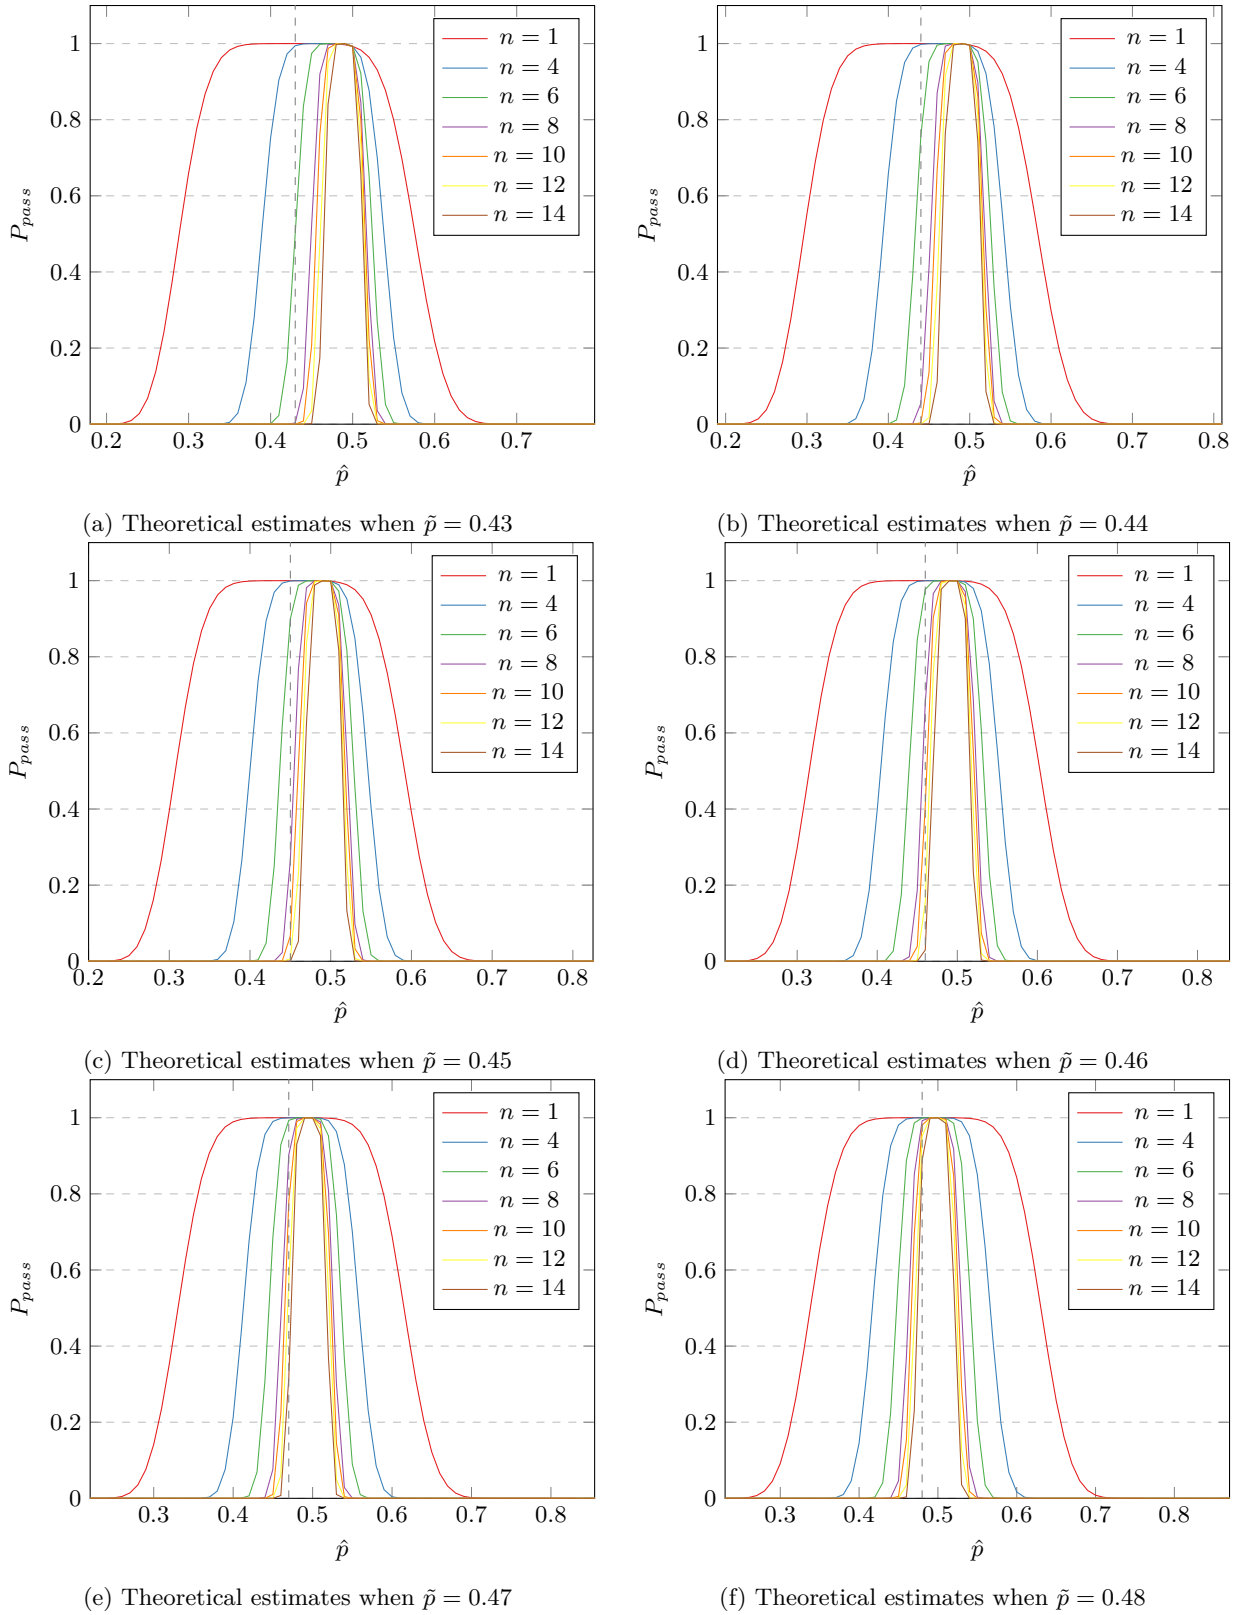 1
0.8
0.6
0.4
0.2
0
0.2 0.3 0.4 0.5 0.6 0.7
P_pass
p̂
n = 1
n = 4
n = 6
n = 8
n = 10
n = 12
n = 14
(a) Theoretical estimates when p̃ = 0.43
1
0.8
0.6
0.4
0.2
0
0.2 0.3 0.4 0.5 0.6 0.7 0.8
P_pass
p̂
n = 1
n = 4
n = 6
n = 8
n = 10
n = 12
n = 14
(b) Theoretical estimates when p̃ = 0.44
1
0.8
0.6
0.4
0.2
0
0.2 0.3 0.4 0.5 0.6 0.7 0.8
P_pass
p̂
n = 1
n = 4
n = 6
n = 8
n = 10
n = 12
n = 14
(c) Theoretical estimates when p̃ = 0.45
1
0.8
0.6
0.4
0.2
0
0.3 0.4 0.5 0.6 0.7 0.8
P_pass
p̂
n = 1
n = 4
n = 6
n = 8
n = 10
n = 12
n = 14
(d) Theoretical estimates when p̃ = 0.46
1
0.8
0.6
0.4
0.2
0
0.3 0.4 0.5 0.6 0.7 0.8
P_pass
p̂
n = 1
n = 4
n = 6
n = 8
n = 10
n = 12
n = 14
(e) Theoretical estimates when p̃ = 0.47
1
0.8
0.6
0.4
0.2
0
0.3 0.4 0.5 0.6 0.7 0.8
P_pass
p̂
n = 1
n = 4
n = 6
n = 8
n = 10
n = 12
n = 14
(f) Theoretical estimates when p̃ = 0.48